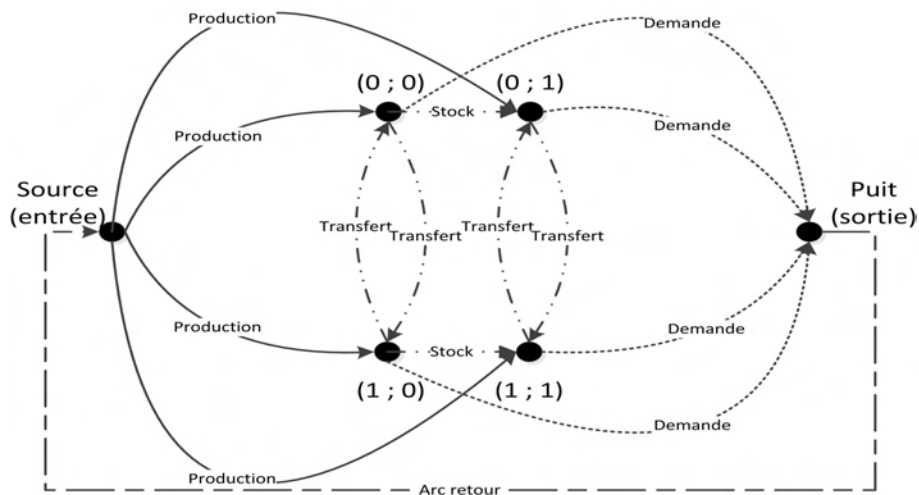 Production
Demande
(0 ; 0)
(0 ; 1)
Production
Stock
Demande
Source
(entrée)
Puit
(sortie)
Transfert
Transfert
Transfert
Transfert
Production
Stock
Demande
(1 ; 0)
(1 ; 1)
Demande
Production
Arc retour